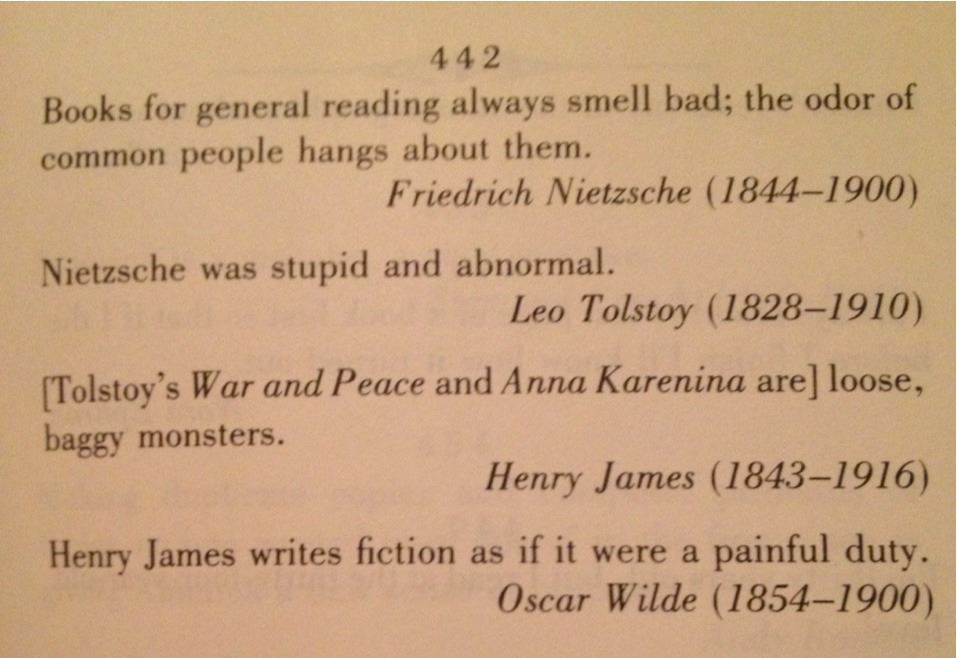 442
Books for general reading always smell bad; the odor of
common people hangs about them.
Friedrich Nietzsche (1844–1900)
Nietzsche was stupid and abnormal.
Leo Tolstoy (1828–1910)
[Tolstoy's War and Peace and Anna Karenina are] loose,
baggy monsters.
Henry James (1843–1916)
Henry James writes fiction as if it were a painful duty.
Oscar Wilde (1854–1900)